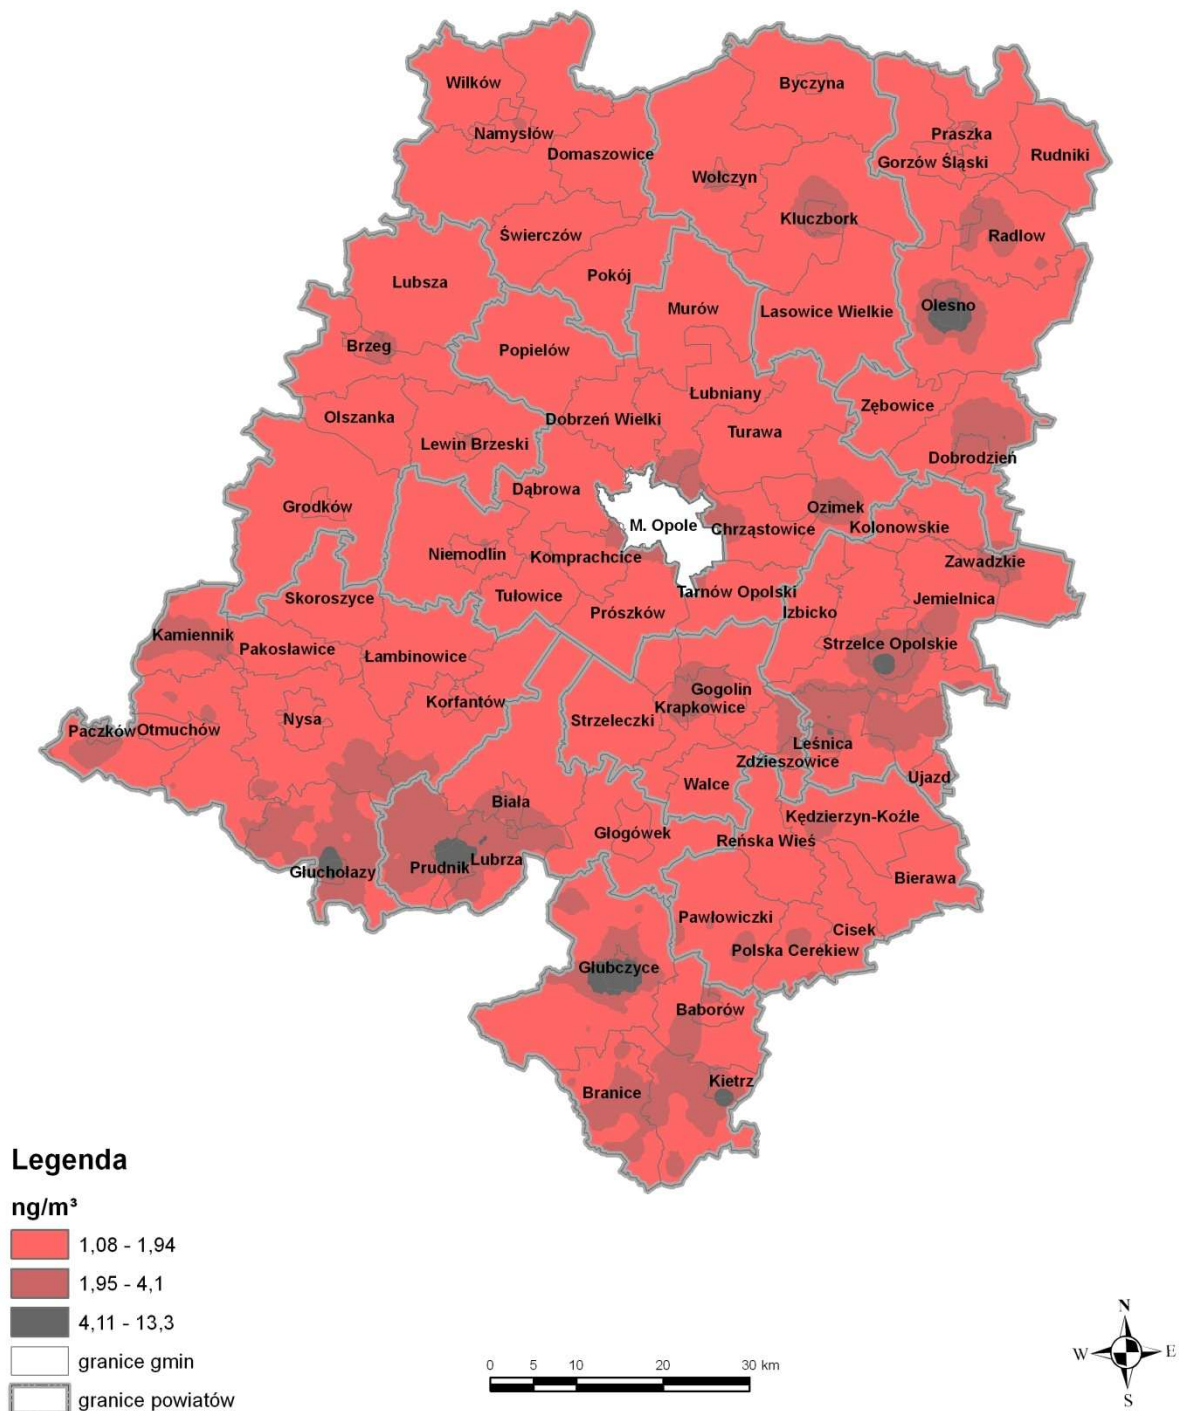 Wilków
Byczyna
Namysłów
Praszka
Domaszowice
Gorzów Śląski
Rudniki
Wołczyn
Kluczbork
Świerczów
Radlow
Pokój
Lubsza
Olesno
Murów
Lasowice Wielkie
Brzeg
Popielów
Łubniany
Zębowice
Olszanka
Dobrzeń Wielki
Turawa
Lewin Brzeski
Dobrodzień
Dąbrowa
Grodków
Ozimek
M. Opole
Chrząstowice
Kolonowskie
Niemodlin
Komprachcice
Zawadzkie
Skoroszyce
Tułowice
Tarnów Opolski
Jemielnica
Prószków
Izbicko
Kamiennik
Pakosławice
Łambinowice
Strzelce Opolskie
Gogolin
Korfantów
Krapkowice
Nysa
Strzeleczki
Paczków
Otmuchów
Leśnica
Zdzieszowice
Ujazd
Walce
Biała
Kędzierzyn-Koźle
Głogówek
Reńska Wieś
Głuchołazy
Prudnik
Lubrza
Bierawa
Pawłowiczki
Cisek
Polska Cerekiew
Głubczyce
Baborów
Kietrz
Branice
Legenda
ng/m³
1,08 - 1,94
1,95 - 4,1
4,11 - 13,3
granice gmin
granice powiatów
0 5 10 20 30 km
N
W E
S